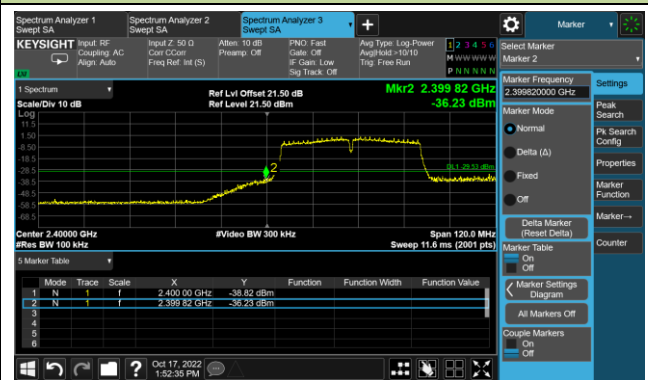 Spectrum Analyzer 1
Swept SA
Spectrum Analyzer 2
Swept SA
Spectrum Analyzer 3
Swept SA
+
Marker
KEYSIGHT
Input: RF
Coupling: AC
Align: Auto
Input Z: 50 Ω
Corr CCorr
Freq Ref: Int (S)
Atten: 10 dB
Preamp: Off
PNO: Fast
Gate: Off
IF Gain: Low
Sig Track: Off
Avg Type: Log-Power
Avg|Hold:>10/10
Trig: Free Run
1 2 3 4 5 6
M W W W W W
P N N N N N
LXI
Select Marker
Marker 2
1 Spectrum
Scale/Div 10 dB
Log
Ref Lvl Offset 21.50 dB
Ref Level 21.50 dBm
Mkr2 2.399 82 GHz
-36.23 dBm
11.5
1.50
-8.50
-18.5
-28.5
-38.5
-48.5
-58.5
-68.5
2
DL1 -29.53 dBm
Center 2.40000 GHz
#Res BW 100 kHz
#Video BW 300 kHz
Span 120.0 MHz
Sweep 11.6 ms (2001 pts)
5 Marker Table
Mode Trace Scale X Y Function Function Width Function Value
1 N 1 f 2.400 00 GHz -38.82 dBm
2 N 1 f 2.399 82 GHz -36.23 dBm
3
4
5
6
Marker Frequency
2.399820000 GHz
Marker Mode
Normal
Delta (Δ)
Fixed
Off
Delta Marker
(Reset Delta)
Marker Table
On
Off
Marker Settings
Diagram
All Markers Off
Couple Markers
On
Off
Settings
Peak
Search
Pk Search
Config
Properties
Marker
Function
Marker→
Counter
?
Oct 17, 2022
1:52:35 PM